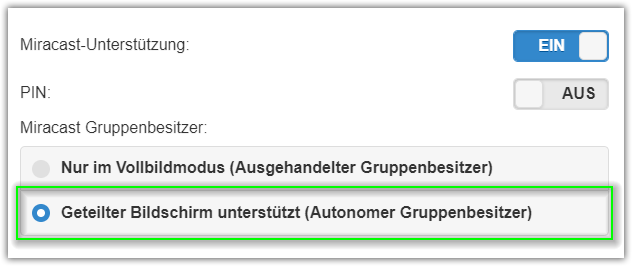 Miracast-Unterstützung:
EIN
PIN:
AUS
Miracast Gruppenbesitzer:
Nur im Vollbildmodus (Ausgehandelter Gruppenbesitzer)
Geteilter Bildschirm unterstützt (Autonomer Gruppenbesitzer)